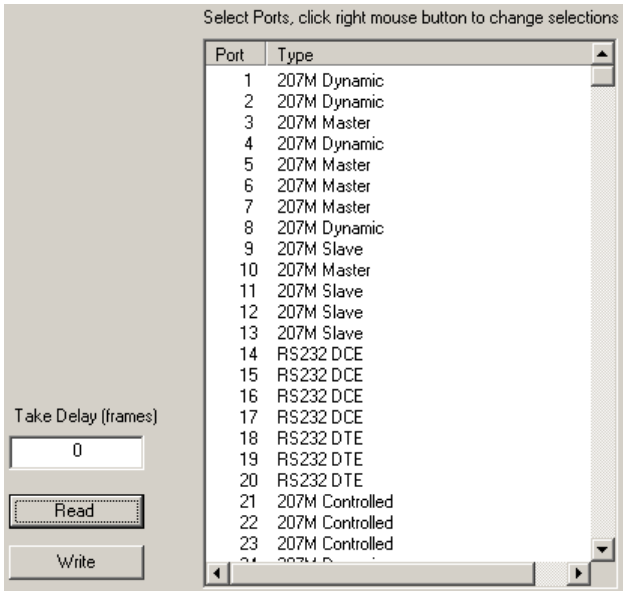 Select Ports, click right mouse button to change selections
Port Type
1 207M Dynamic
2 207M Dynamic
3 207M Master
4 207M Dynamic
5 207M Master
6 207M Master
7 207M Master
8 207M Dynamic
9 207M Slave
10 207M Master
11 207M Slave
12 207M Slave
13 207M Slave
14 RS232 DCE
15 RS232 DCE
16 RS232 DCE
17 RS232 DCE
18 RS232 DTE
19 RS232 DTE
20 RS232 DTE
21 207M Controlled
22 207M Controlled
23 207M Controlled
Take Delay (frames)
0
Read
Write